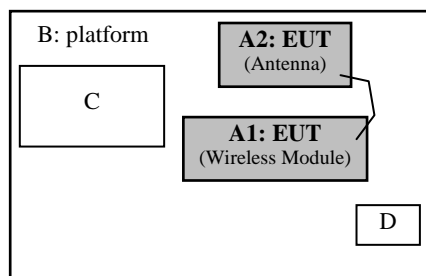 B: platform
A2: EUT
(Antenna)
C
A1: EUT
(Wireless Module)
D